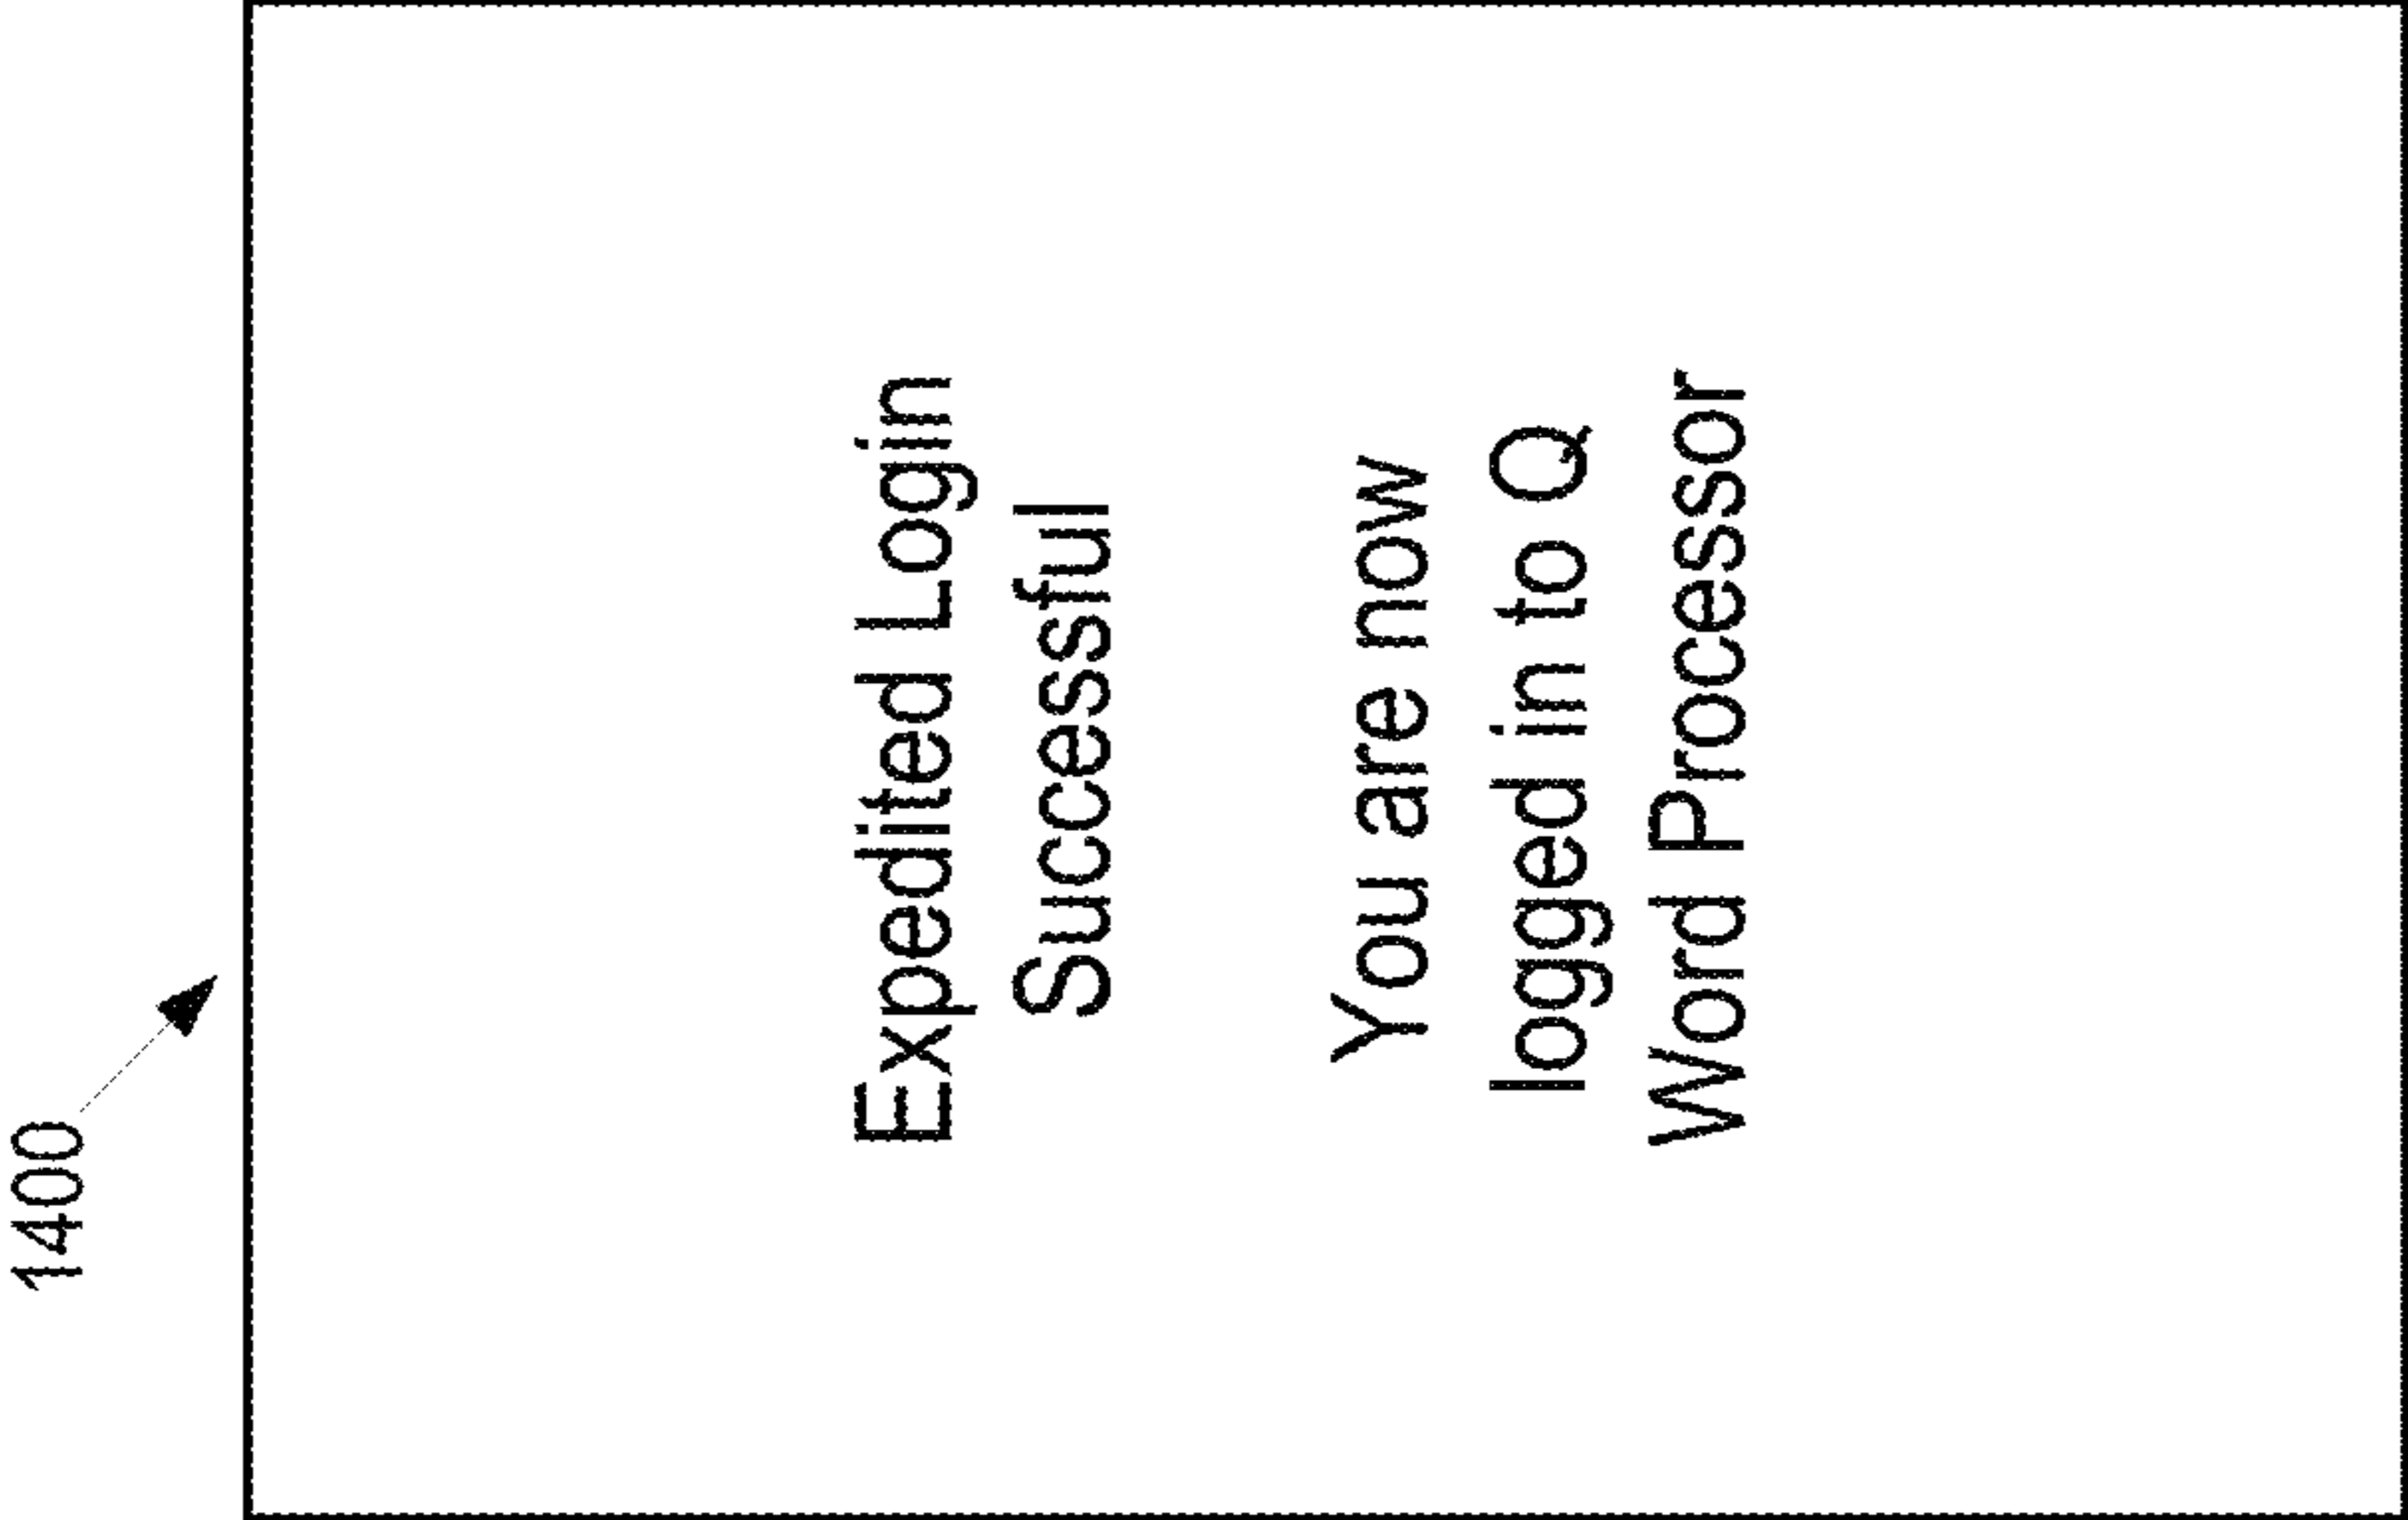 1400
Expedited Login
Successful
You are now
logged in to Q
Word Processor